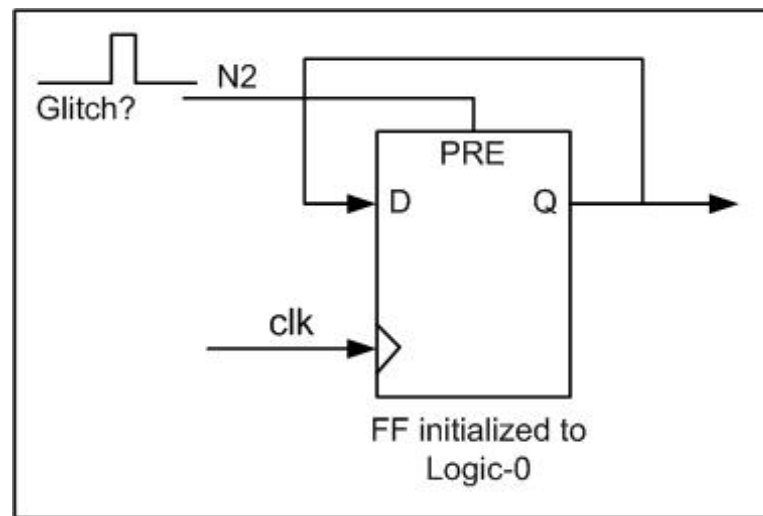 N2
Glitch?
PRE
D
Q
clk
FF initialized to
Logic-0